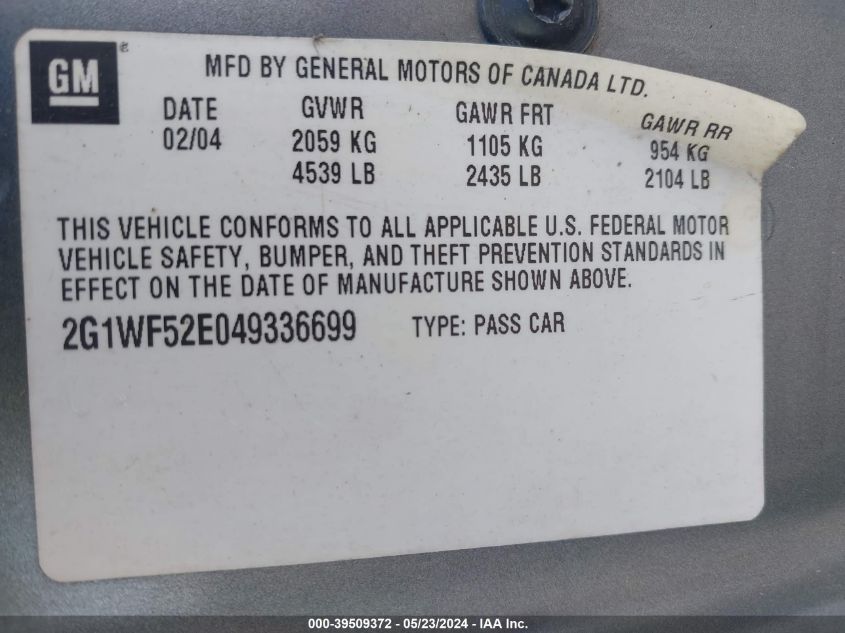 GM ®
MFD BY GENERAL MOTORS OF CANADA LTD.
DATE GVWR GAWR FRT GAWR RR
02/04 2059 KG 1105 KG 954 KG
4539 LB 2435 LB 2104 LB
THIS VEHICLE CONFORMS TO ALL APPLICABLE U.S. FEDERAL MOTOR
VEHICLE SAFETY, BUMPER, AND THEFT PREVENTION STANDARDS IN
EFFECT ON THE DATE OF MANUFACTURE SHOWN ABOVE.
2G1WF52E049336699 TYPE: PASS CAR
000-39509372 / 05/23/2024 - IAA Inc.